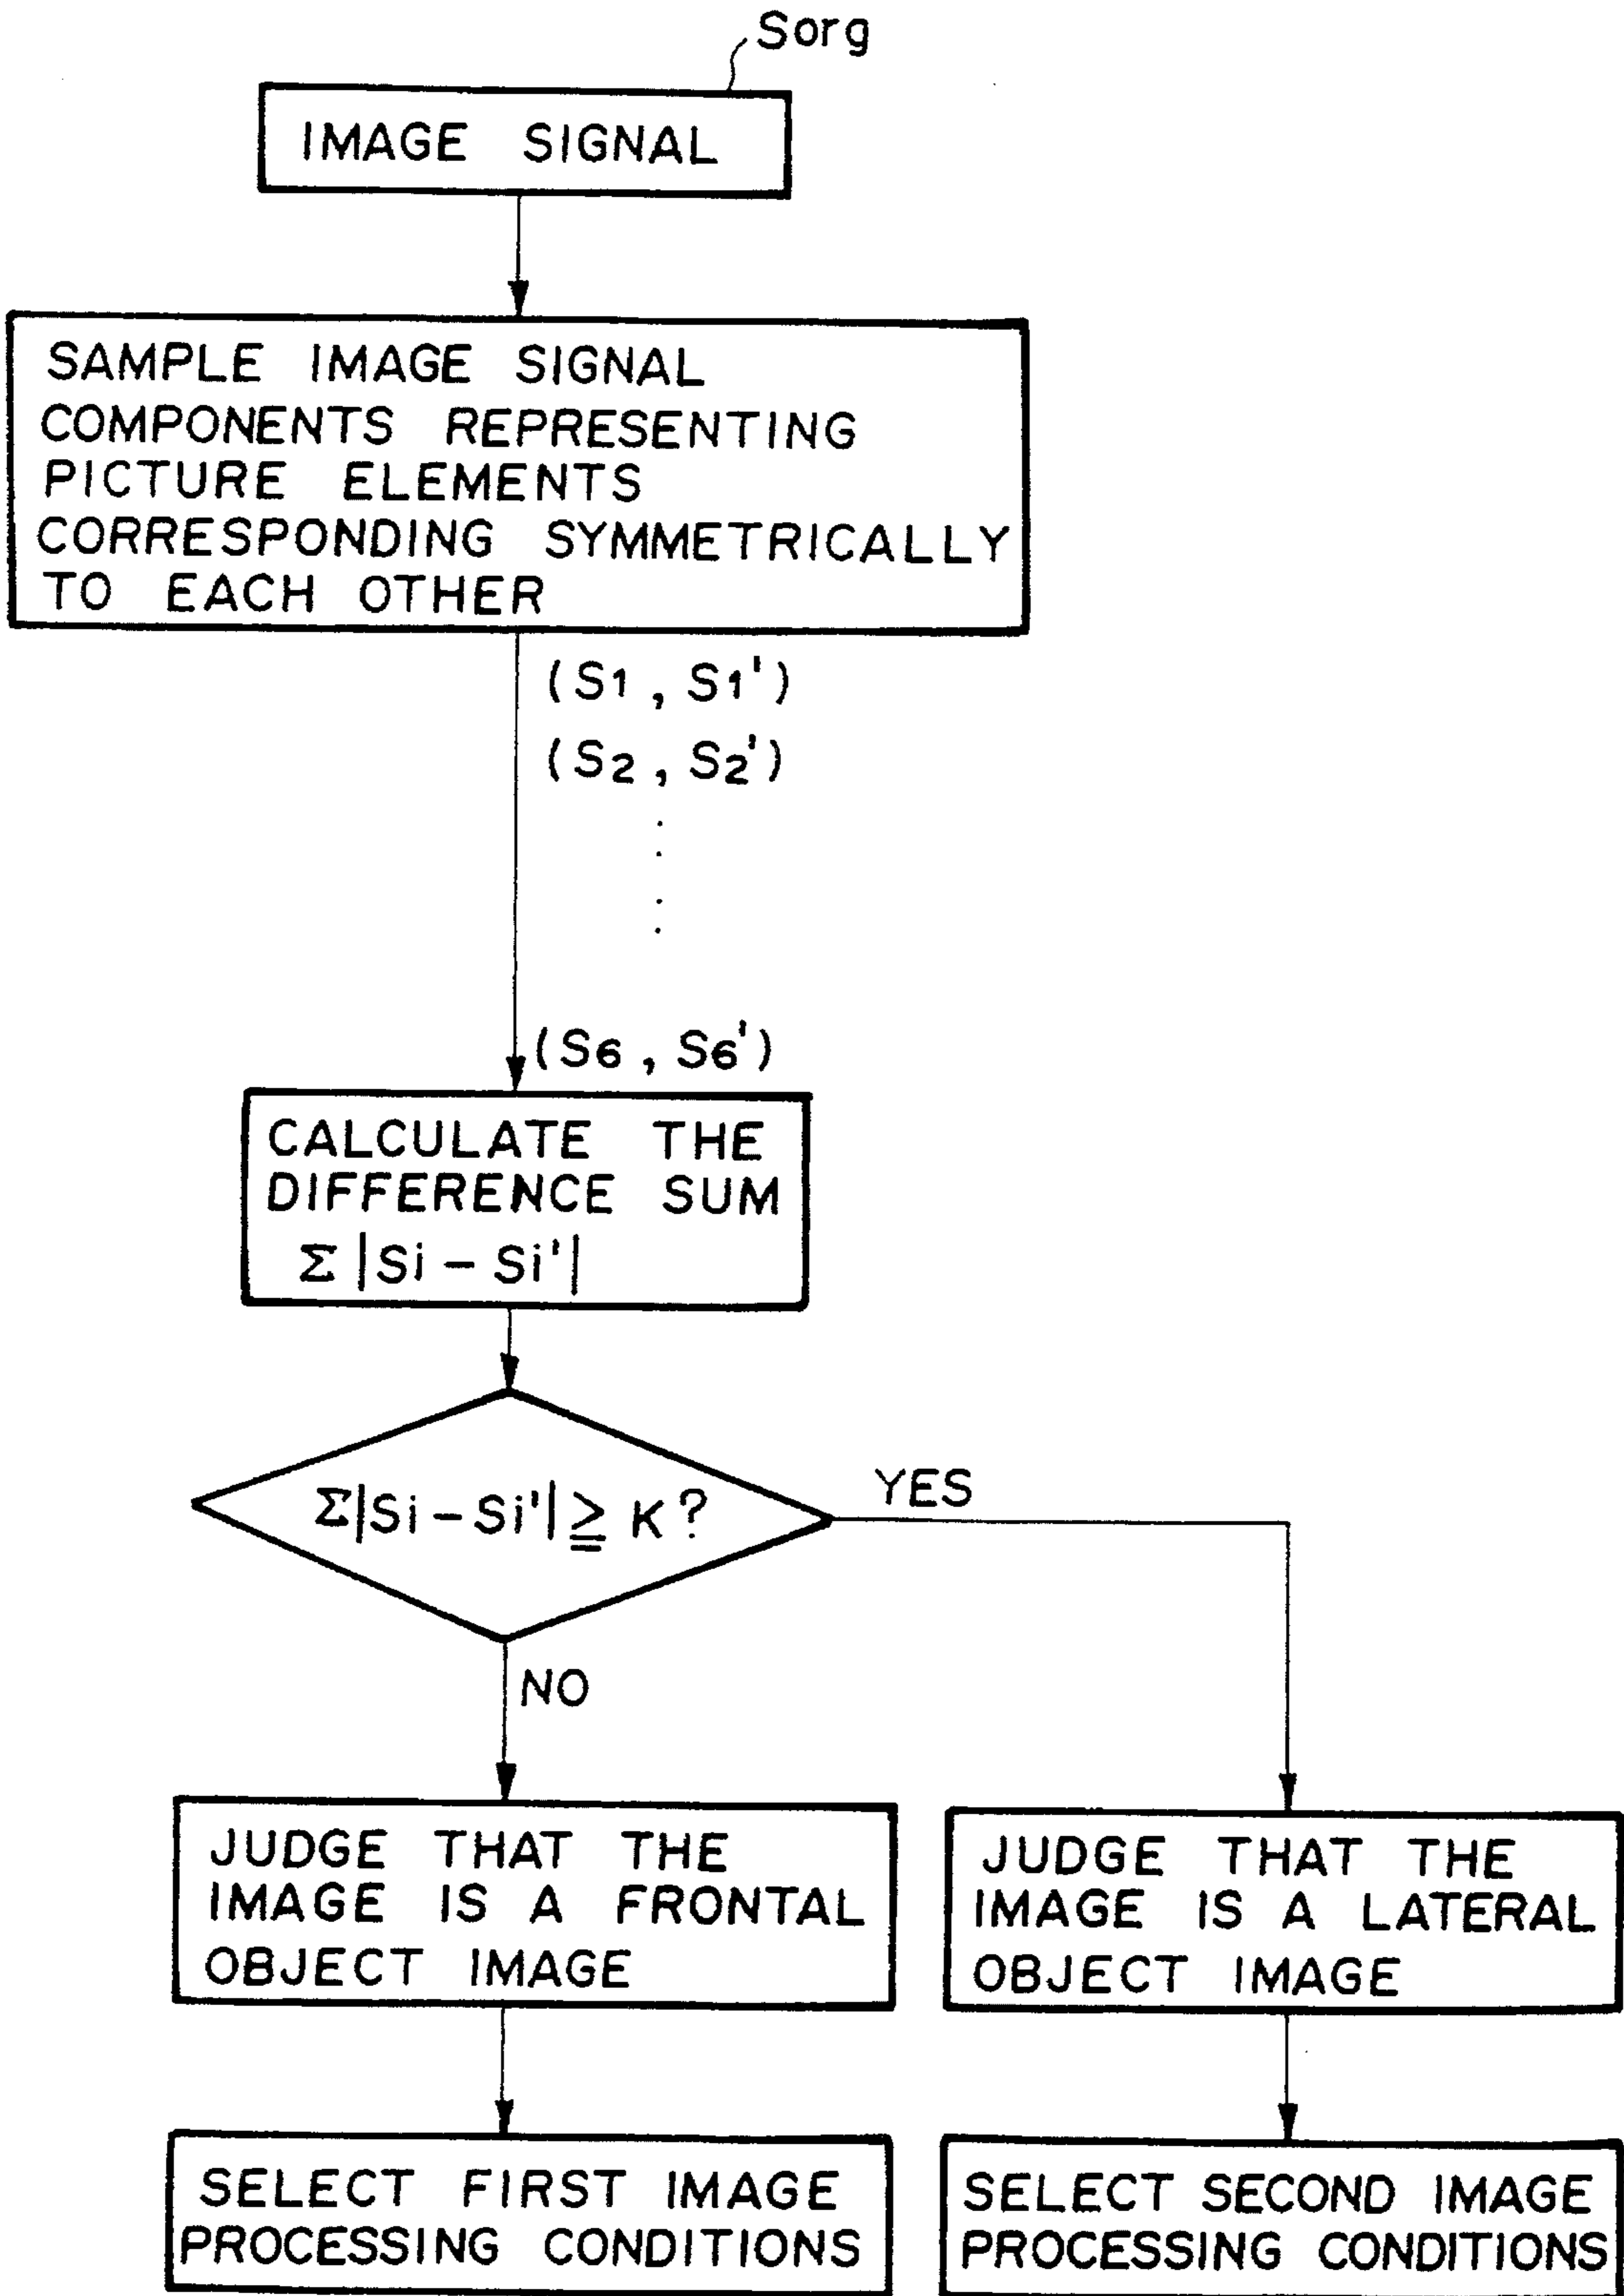 Sorg
IMAGE SIGNAL
SAMPLE IMAGE SIGNAL
COMPONENTS REPRESENTING
PICTURE ELEMENTS
CORRESPONDING SYMMETRICALLY
TO EACH OTHER
(S1, S1')
(S2, S2')
(S6, S6')
CALCULATE THE
DIFFERENCE SUM
Σ|Si - Si'|
Σ|Si - Si'| ≧ K?
YES
NO
JUDGE THAT THE
IMAGE IS A FRONTAL
OBJECT IMAGE
JUDGE THAT THE
IMAGE IS A LATERAL
OBJECT IMAGE
SELECT FIRST IMAGE
PROCESSING CONDITIONS
SELECT SECOND IMAGE
PROCESSING CONDITIONS